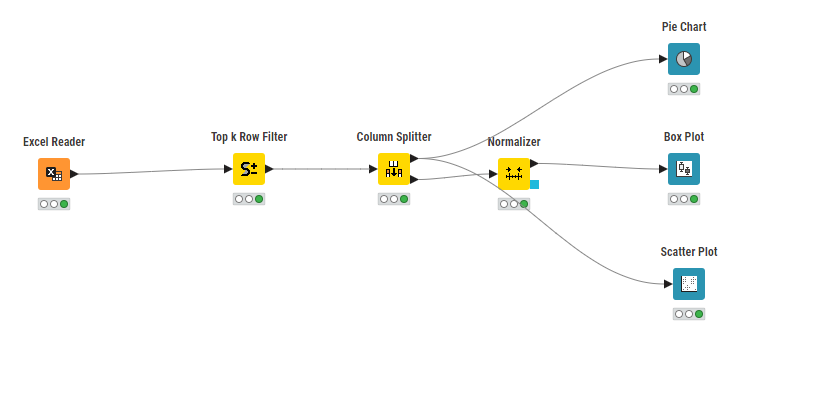 Pie Chart
Excel Reader
Top k Row Filter
Column Splitter
Normalizer
Box Plot
Scatter Plot